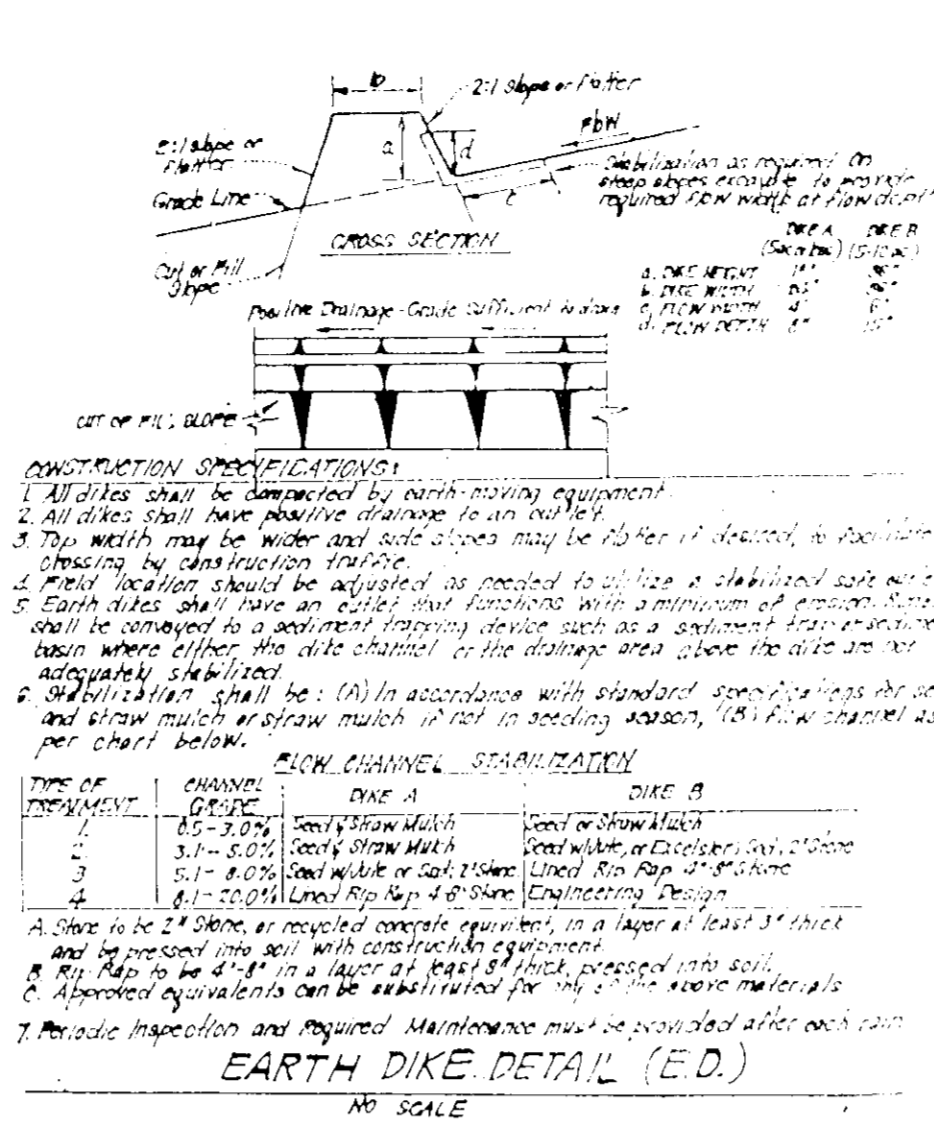 b
2:1 Slope or Flatter
Flow
2:1 slope or
Flatter
a
d
Stabilization as required. On
steep slopes excavate to provide
required flow width at flow
Grade Line
c
CROSS SECTION
Cut or Fill
Slope
DIKE A DIKE B
(5-10 ac)
a. DIKE HEIGHT
b. DIKE WIDTH
c. FLOW WIDTH 4'
d. FLOW DEPTH 8"
Positive Drainage-Grade Sufficient to drain
CUT OR FILL SLOPE
CONSTRUCTION SPECIFICATIONS:
1. All dikes shall be compacted by earth-moving equipment.
2. All dikes shall have positive drainage to an outlet.
3. Top width may be wider and side slopes may be flatter if desired, to facilitate
crossing by construction traffic.
4. Field location should be adjusted as needed to utilize a stabilized safe
5. Earth dikes shall have an outlet that functions with a minimum of erosion.
shall be conveyed to a sediment trapping device such as a sediment trap or
basin where either the dike channel or the drainage area above the dike are not
adequately stabilized.
6. Stabilization shall be: (A) In accordance with standard specifications for
and straw mulch or straw mulch if not in seeding season, (B) flow channel as
per chart below.
FLOW CHANNEL STABILIZATION
TYPE OF TREATMENT CHANNEL GRADE DIKE A DIKE B
1. 0.5-3.0% Seed & Straw Mulch Seed or Straw Mulch
2. 3.1-5.0% Seed & Straw Mulch Seed w/Jute, or Excelsior; Sod; 2" Stone
3 5.1-8.0% Seed w/Jute or Sod; 2" Stone Lined Rip Rap 4"-8" Stone
4 8.1-20.0% Lined Rip Rap 4-8" Stone Engineering Design
A. Stone to be 2" Stone, or recycled concrete equivilent, in a layer at least 3" thick
and be pressed into soil with construction equipment.
B. Rip Rap to be 4"-8" in a layer at least 8" thick, pressed into soil.
C. Approved equivalents can be substituted for any of the above materials
7. Periodic Inspection and Required Maintenance must be provided after each rain
EARTH DIKE DETAIL (E.D.)
NO SCALE